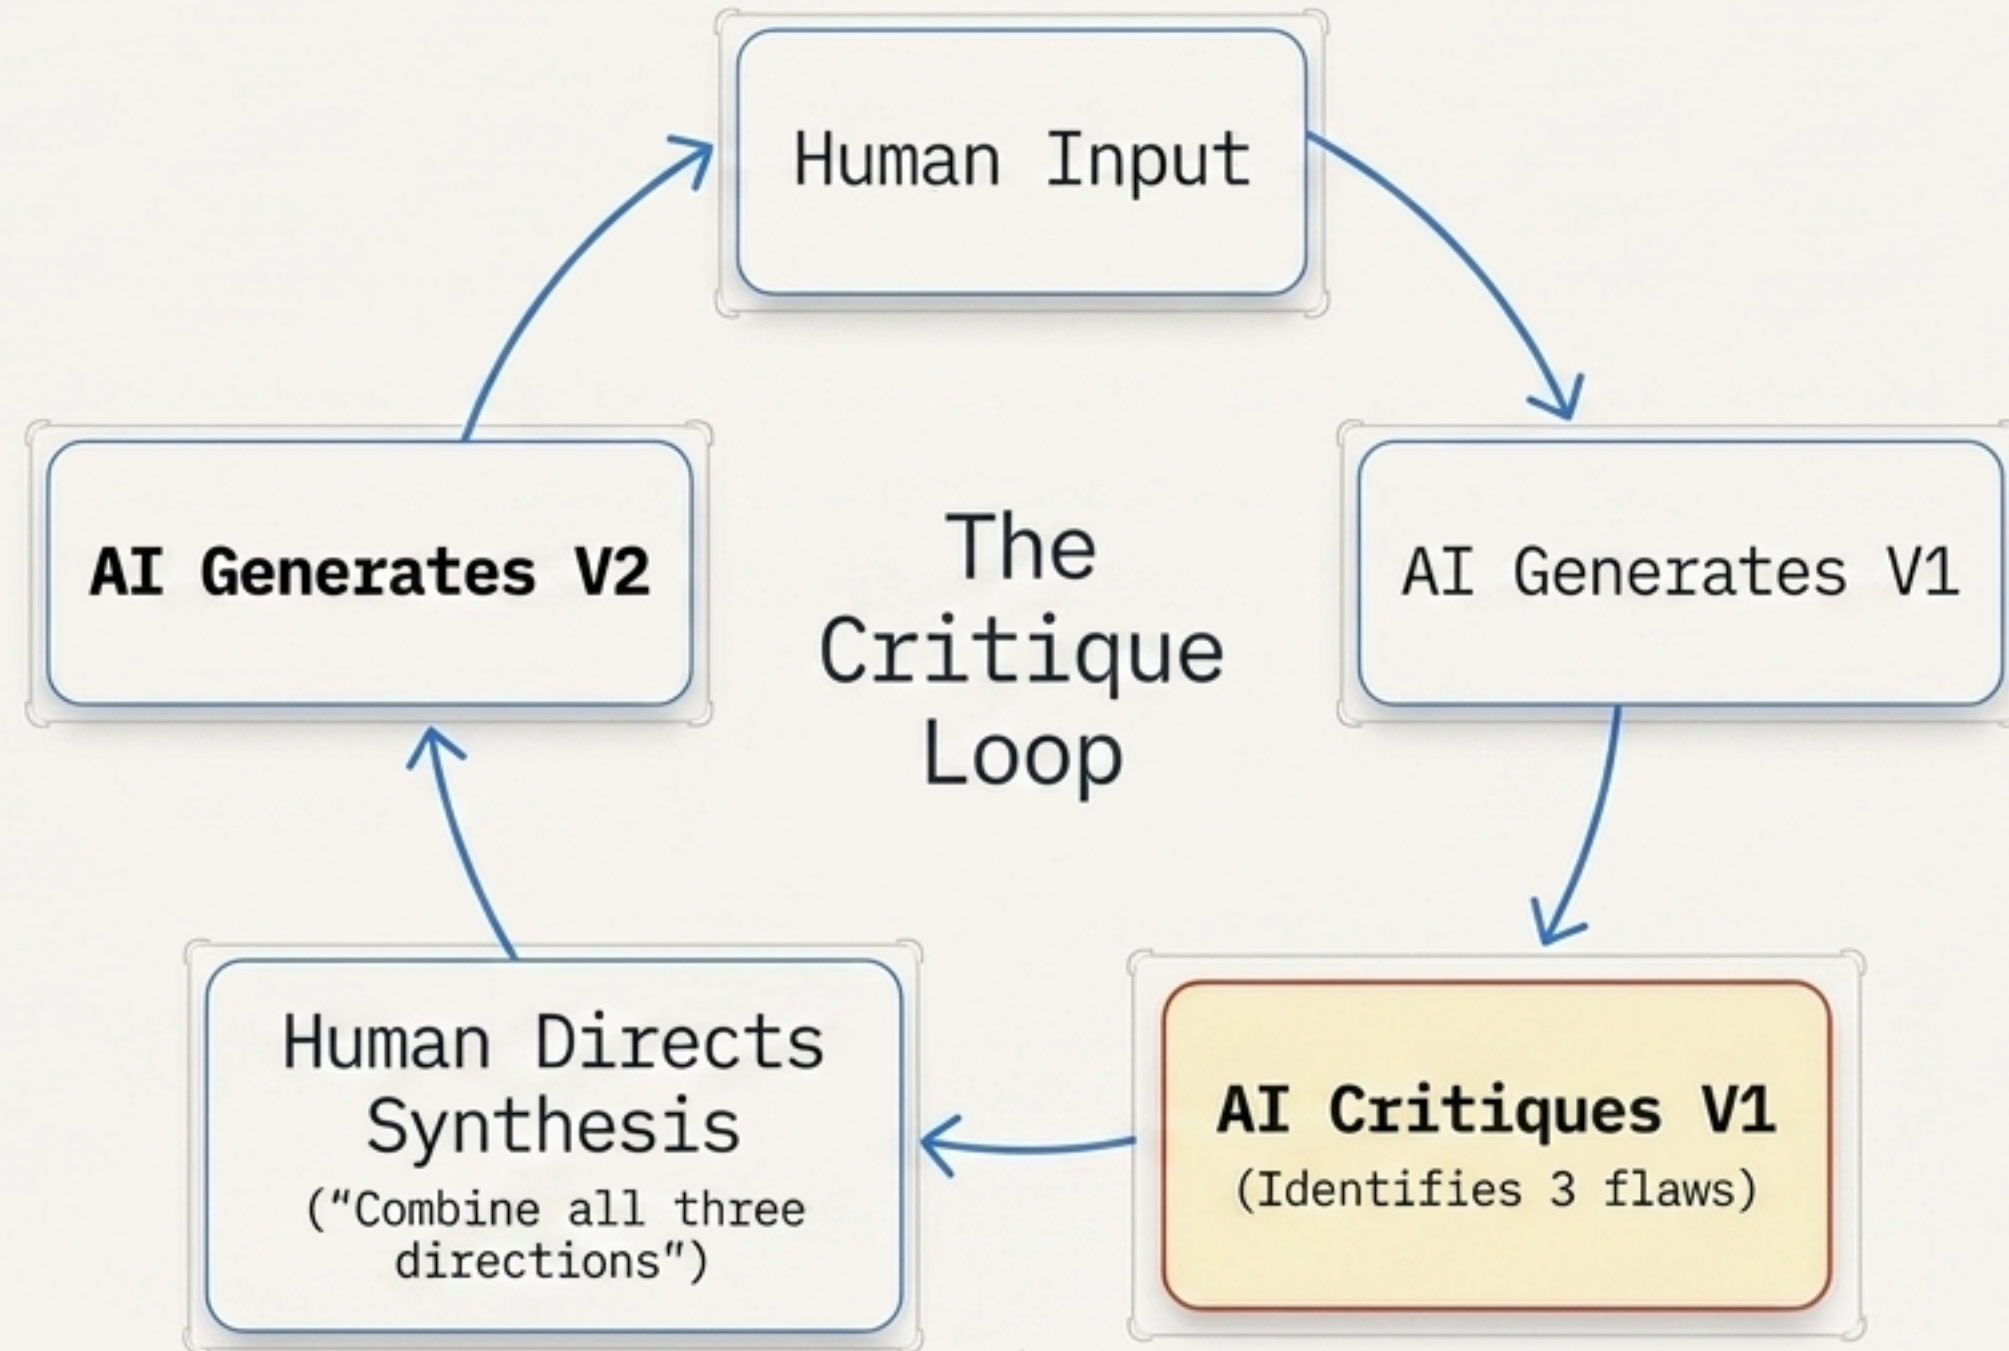 Human Input
AI Generates V1
AI Critiques V1
(Identifies 3 flaws)
Human Directs
Synthesis
(“Combine all three
directions”)
AI Generates V2
The
Critique
Loop